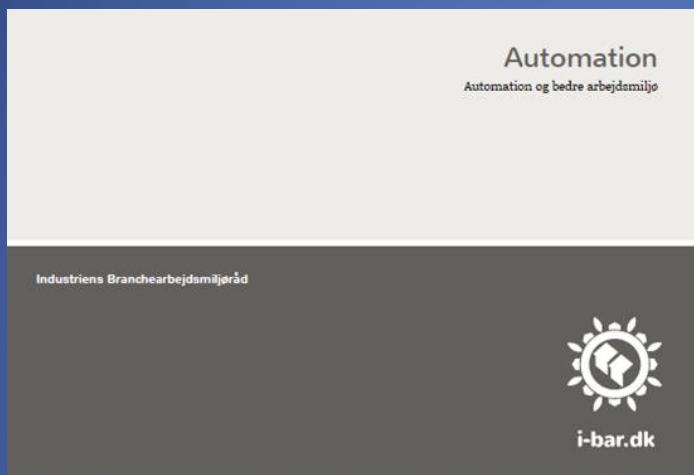 Automation
Automation og bedre arbejdsmiljø
Industriens Branchearbejdsmiljøråd
i-bar.dk